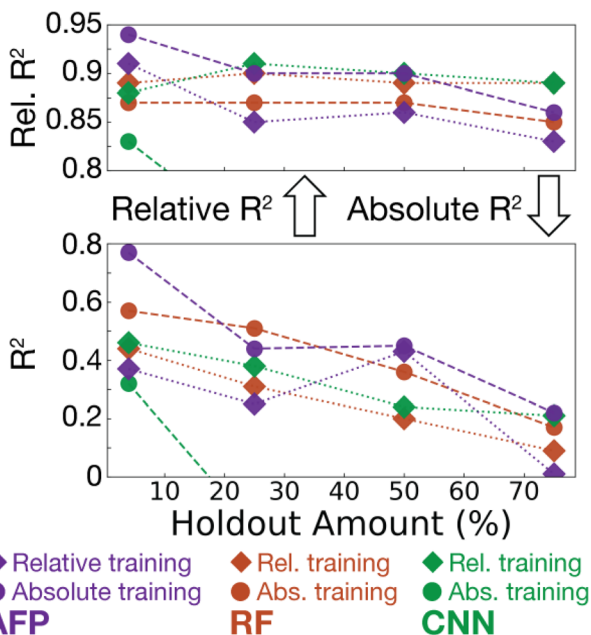 0.95
0.9
0.85
0.8
Rel. R²
Relative R² Absolute R²
0.8
0.6
0.4
0.2
0
R²
10 20 30 40 50 60 70
Holdout Amount (%)
Relative training Rel. training Rel. training
Absolute training Abs. training Abs. training
AFP RF CNN